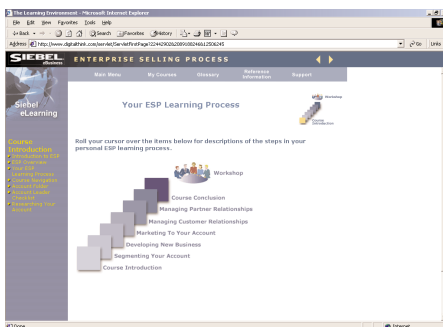 The Learning Environment - Microsoft Internet Explorer
File Edit View Favorites Tools Help
Back Search Favorites History
Address Go Links
SIEBEL eBusiness ENTERPRISE SELLING PROCESS
Main Menu My Courses Glossary Reference Information Support
Siebel eLearning
Your ESP Learning Process
Workshop
Course Introduction
Course Introduction
Introduction to ESP
ESP Overview
Your ESP Learning Process
Course Navigation
Account Folder
Account Leader Checklist
Researching Your Account
Roll your cursor over the items below for descriptions of the steps in your personal ESP learning process.
Workshop
Course Conclusion
Managing Partner Relationships
Managing Customer Relationships
Marketing To Your Account
Developing New Business
Segmenting Your Account
Course Introduction
Done Internet